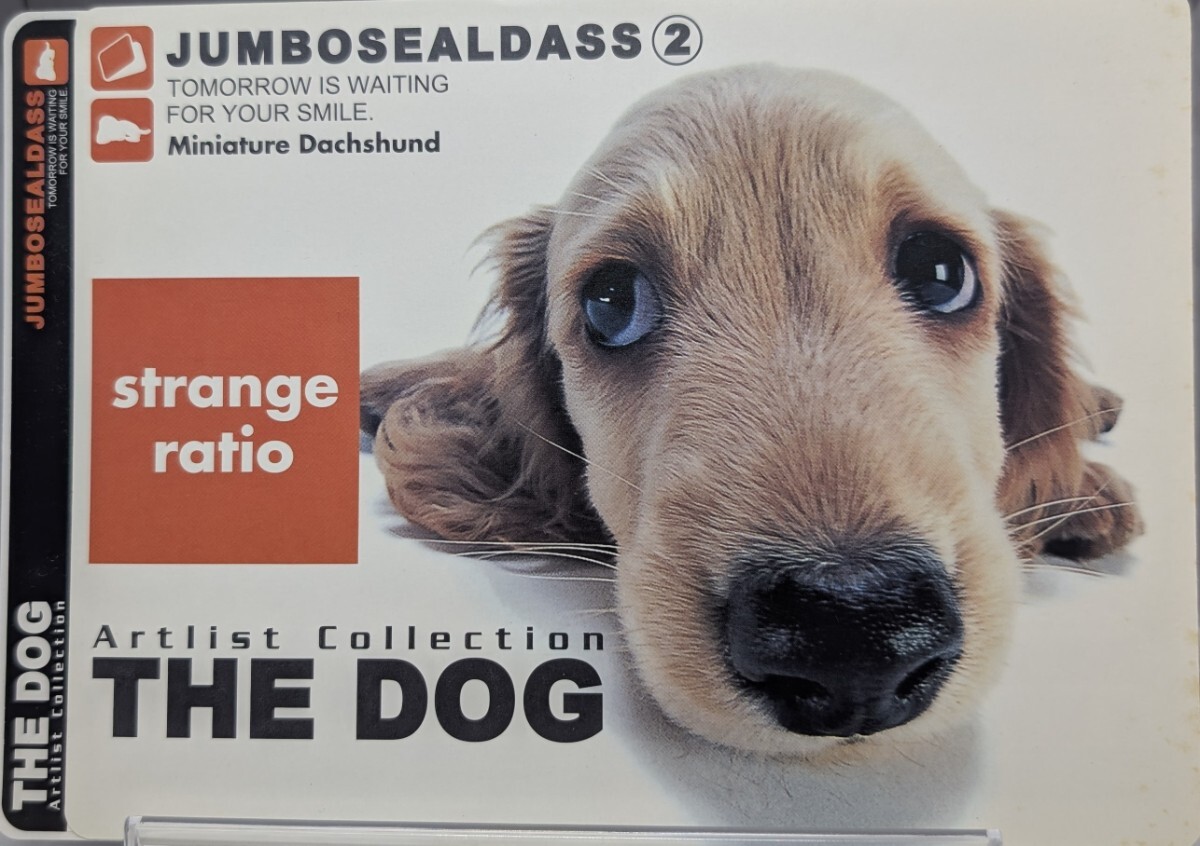 JUMBOSEALDASS②
TOMORROW IS WAITING
FOR YOUR SMILE.
Miniature Dachshund
strange
ratio
Artlist Collection
THE DOG
JUMBOSEALDASS
TOMORROW IS WAITING
FOR YOUR SMILE.
THE DOG
Artlist Collection